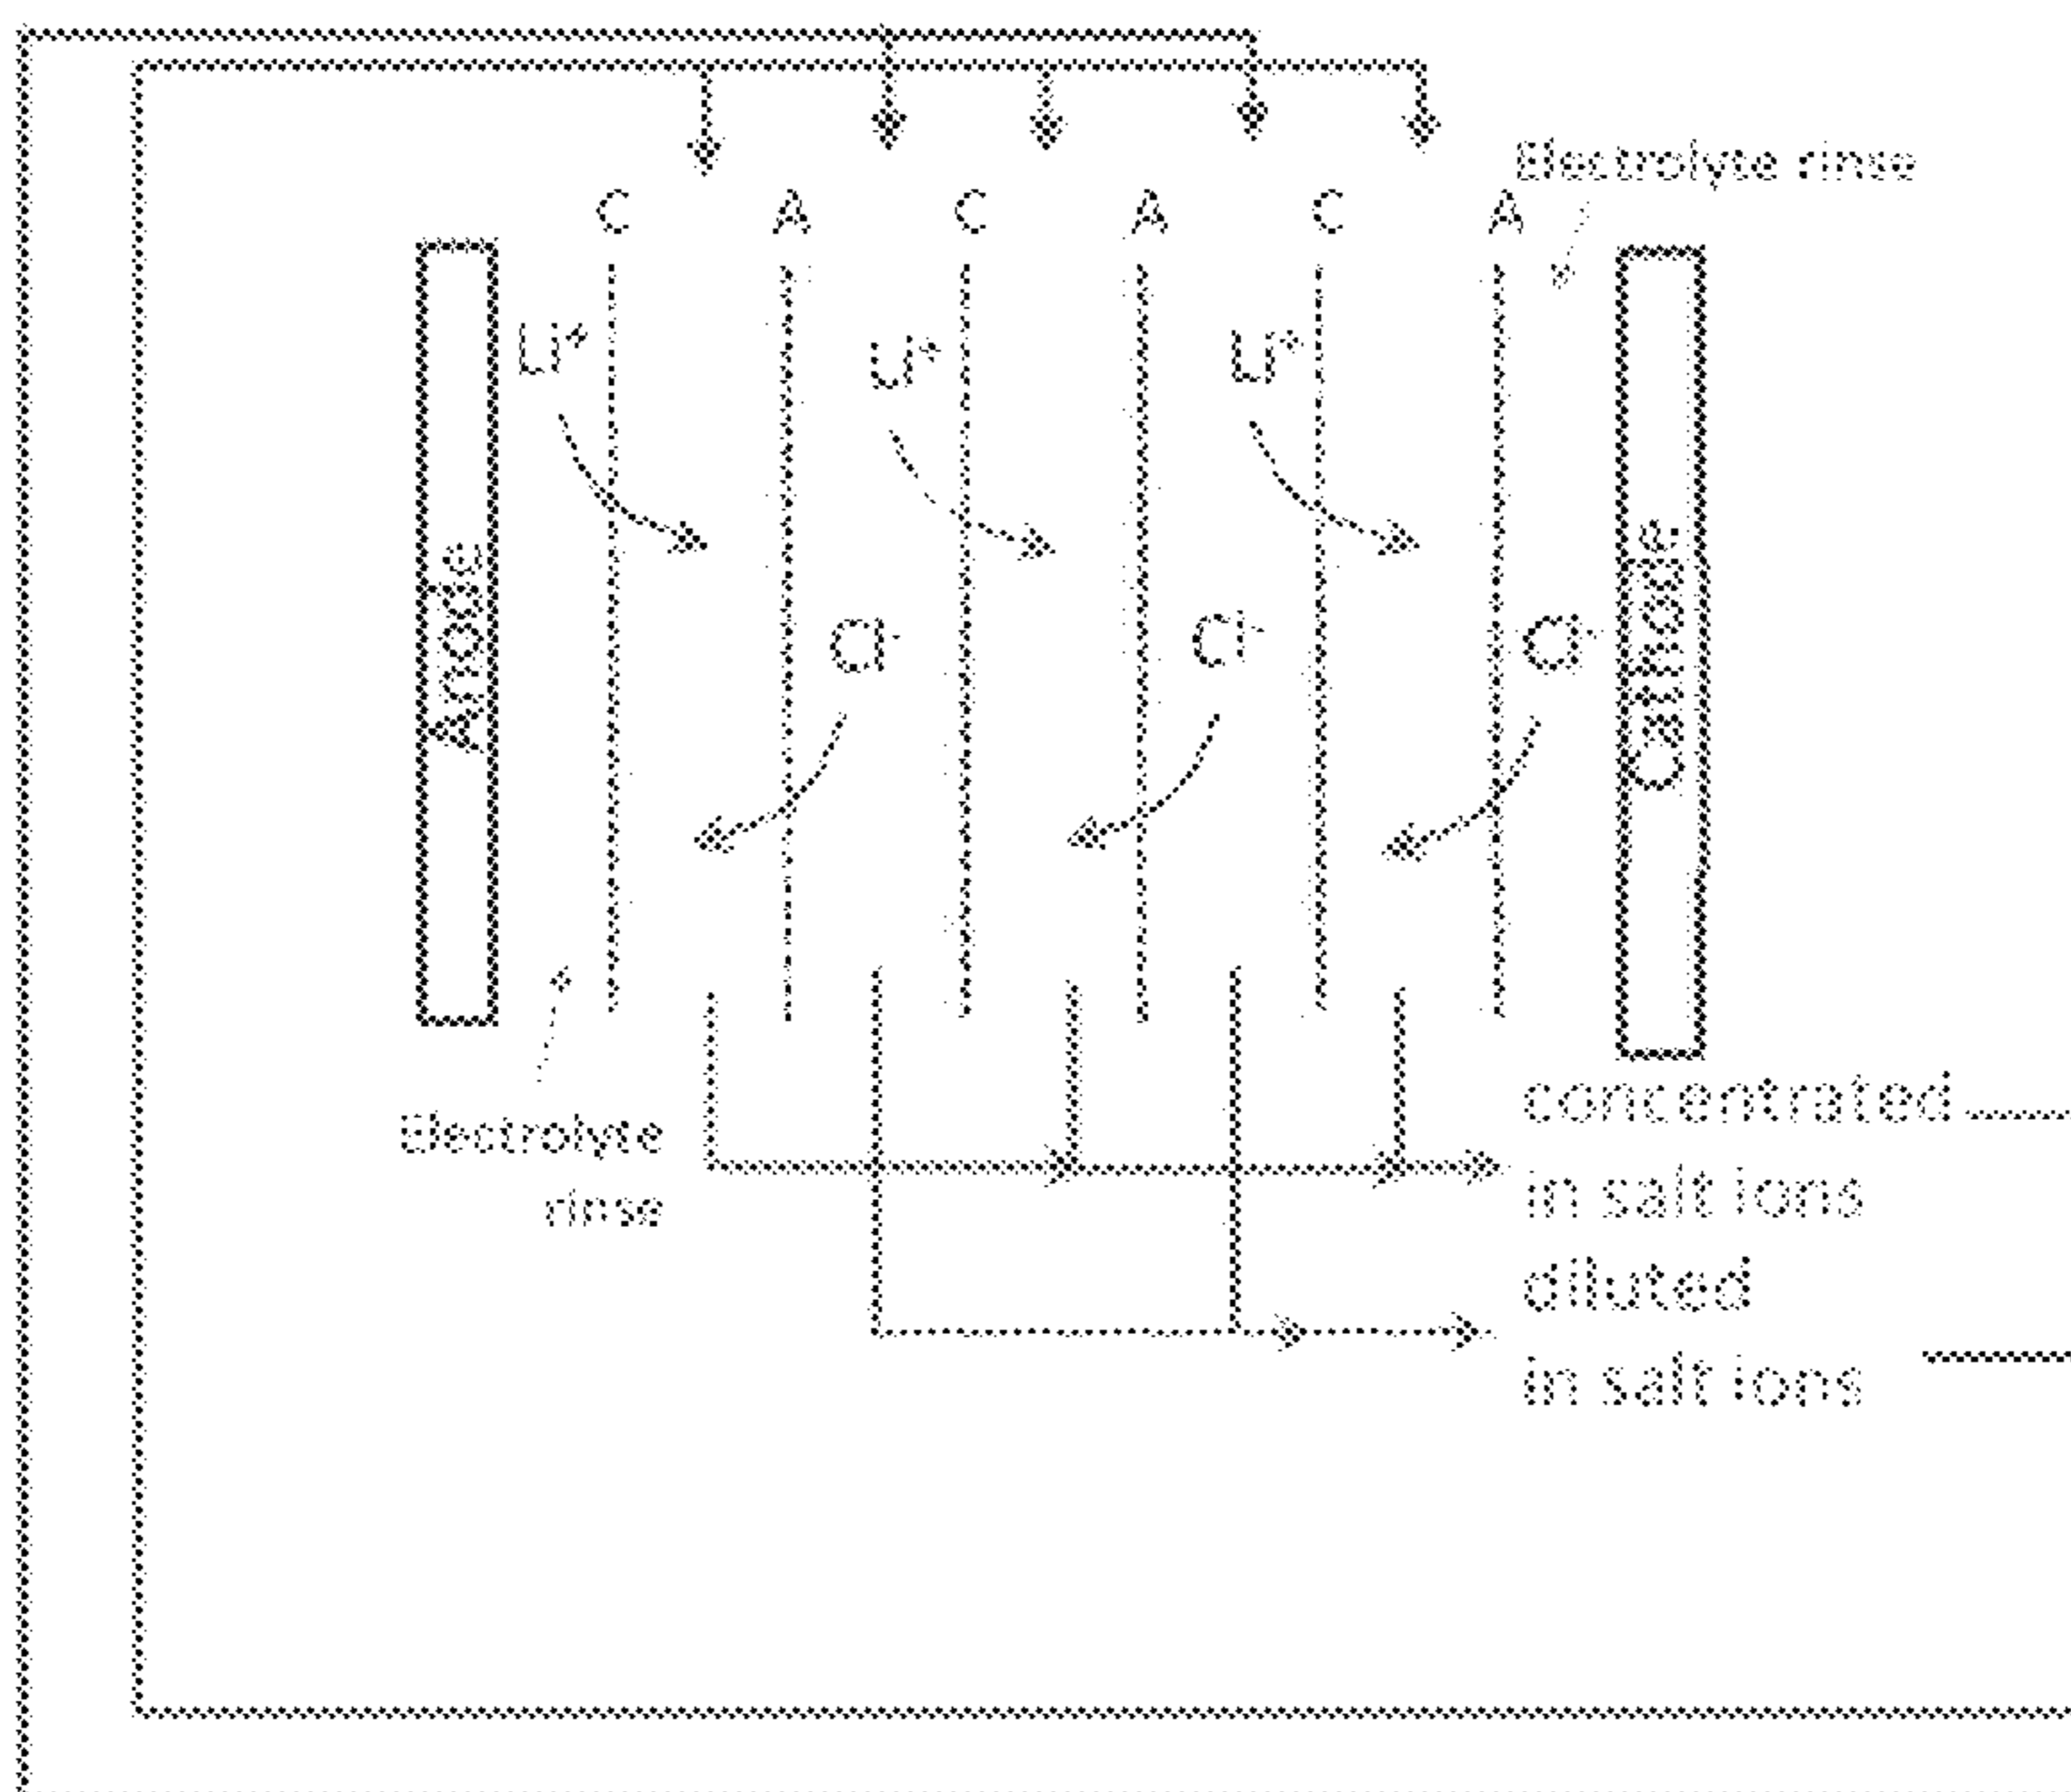 Electrolyte rinse
C A C A C A
Li⁺ Li⁺ Li⁺
Anode
Cathode
Cl⁻ Cl⁻ Cl⁻
Electrolyte
rinse
concentrated
in salt ions
diluted
in salt ions